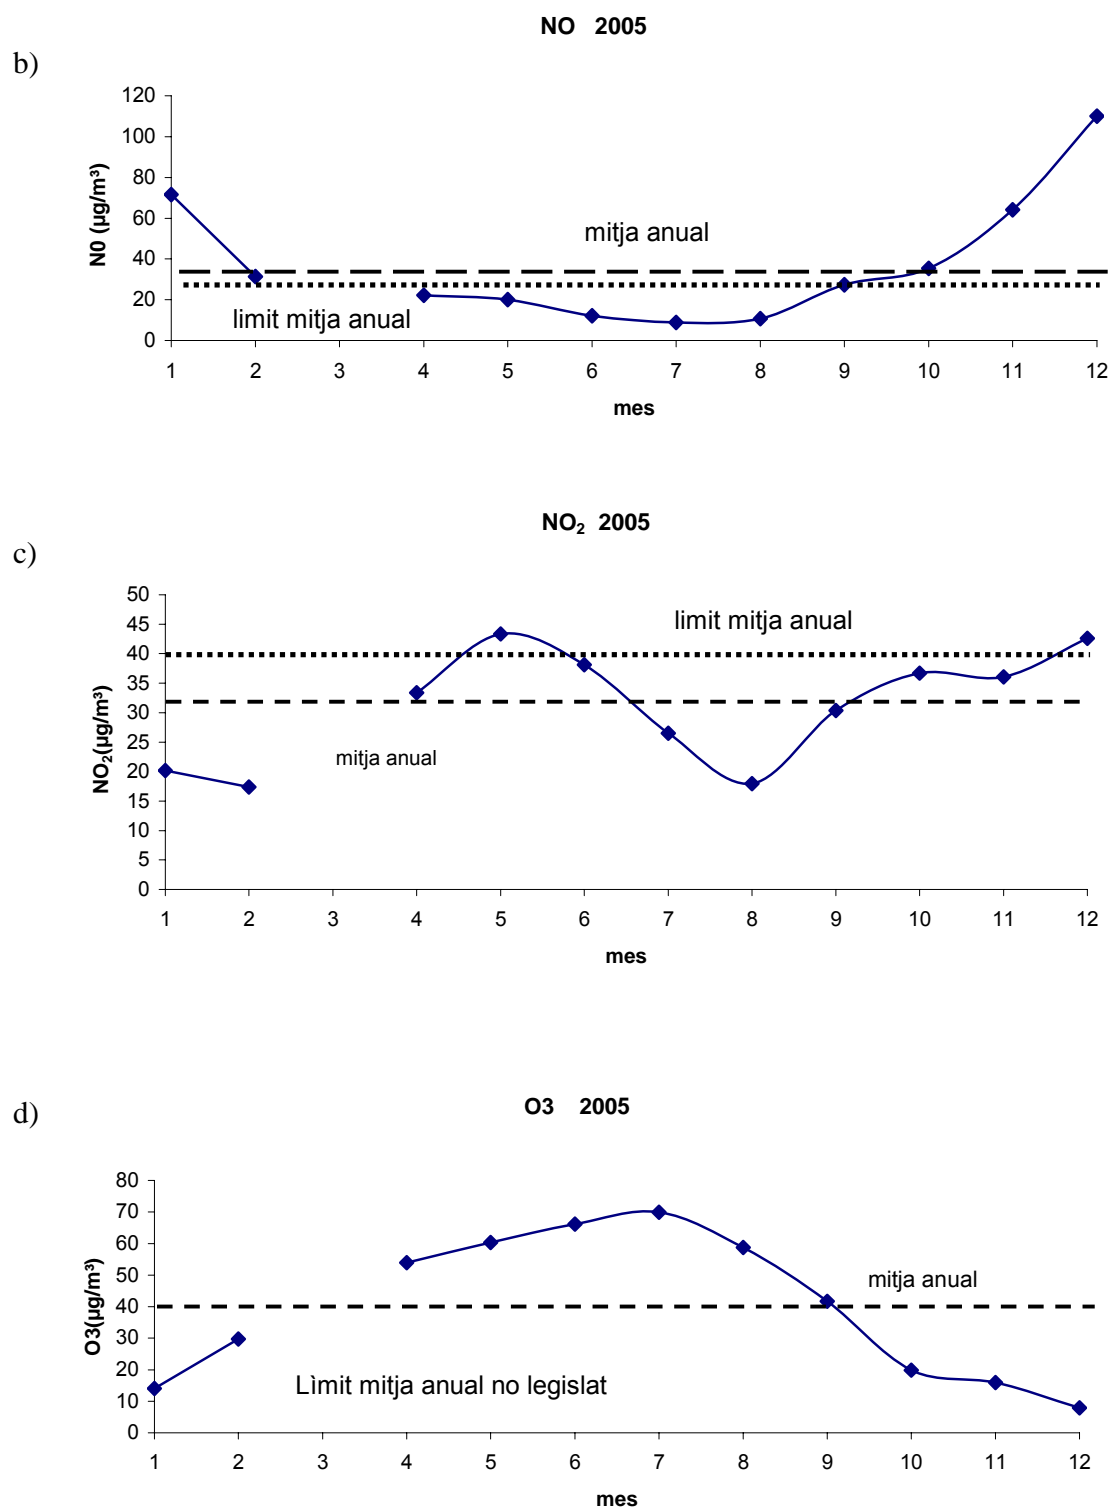 NO 2005
b)
120
100
80
60
40
20
0
N0 (µg/m³)
mitja anual
limit mitja anual
1 2 3 4 5 6 7 8 9 10 11 12
mes
NO₂ 2005
c)
50
45
40
35
30
25
20
15
10
5
0
NO₂(µg/m³)
limit mitja anual
mitja anual
1 2 3 4 5 6 7 8 9 10 11 12
mes
d)
O3 2005
80
70
60
50
40
30
20
10
0
O3(µg/m³)
mitja anual
Lìmit mitja anual no legislat
1 2 3 4 5 6 7 8 9 10 11 12
mes